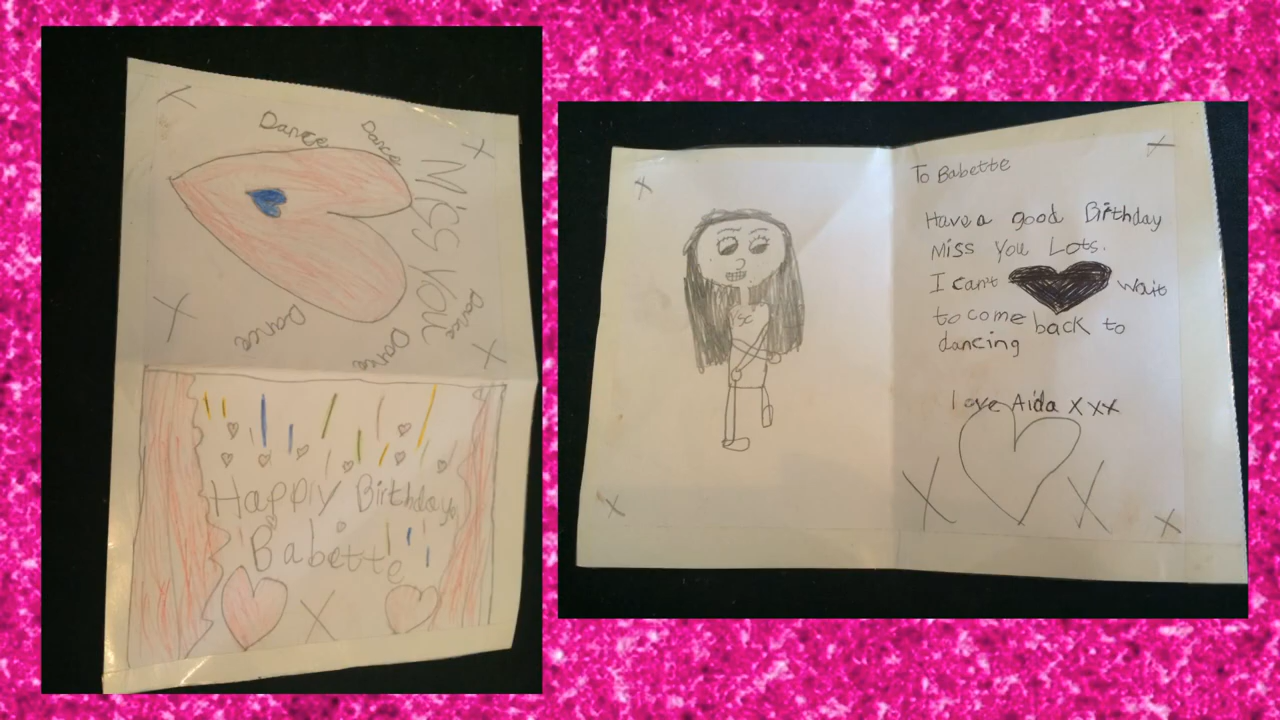 Dance
Dance
Miss you
Dance
Dance
Dance
Happy Birthday
Babette
To Babette
Have a good Birthday
Miss You Lots.
I can't wait
to come back to
dancing
love Aida x x x